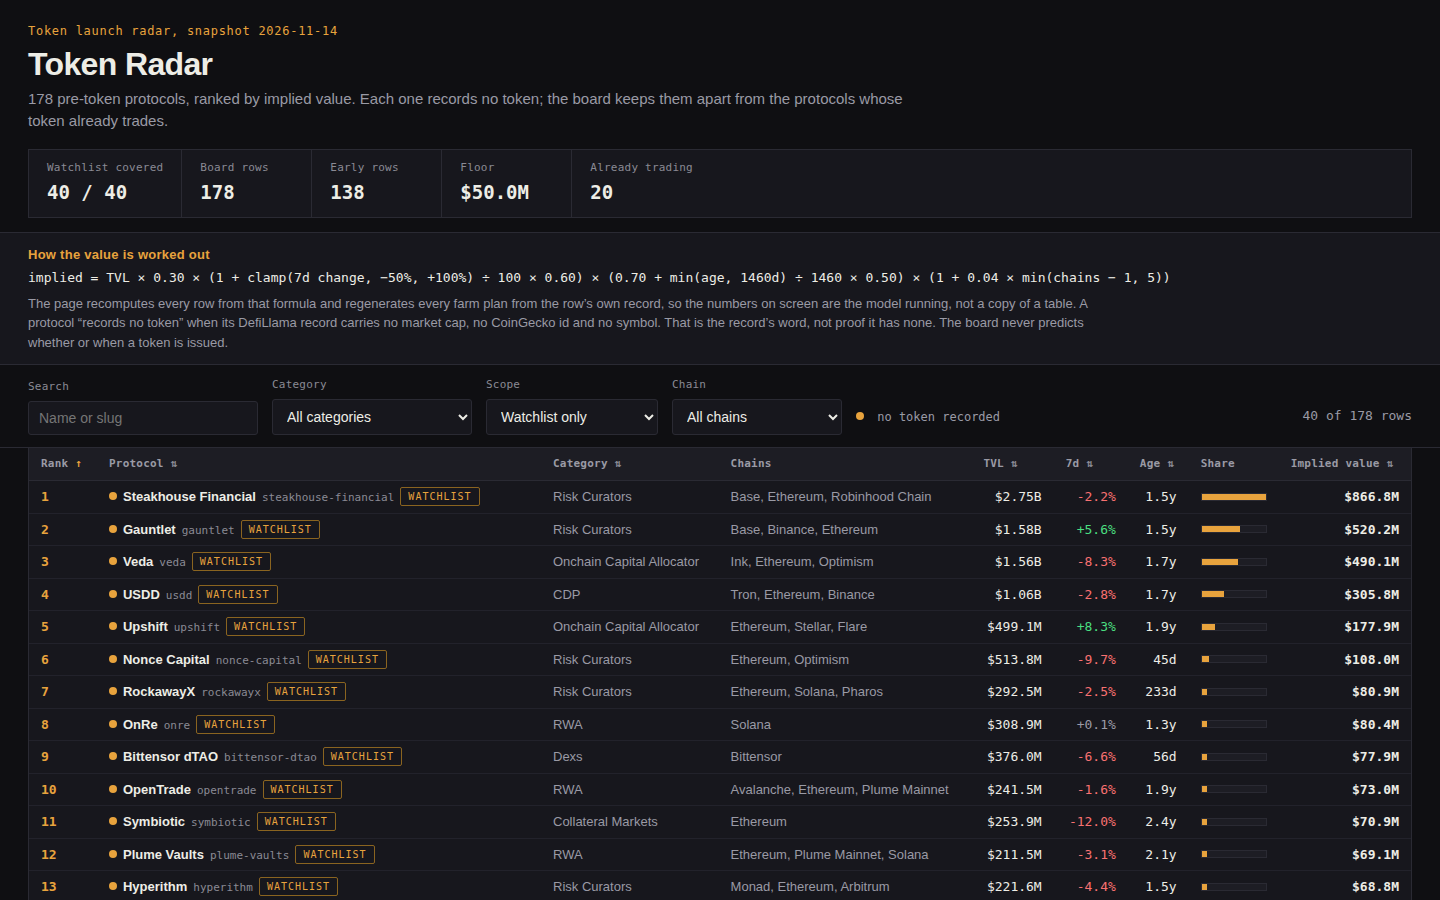 Token launch radar, snapshot 2026-11-14
Token Radar
178 pre-token protocols, ranked by implied value. Each one records no token; the board keeps them apart from the protocols whose
token already trades.
Watchlist covered Board rows Early rows Floor Already trading
40 / 40 178 138 $50.0M 20
How the value is worked out
implied = TVL × 0.30 × (1 + clamp(7d change, −50%, +100%) ÷ 100 × 0.60) × (0.70 + min(age, 1460d) ÷ 1460 × 0.50) × (1 + 0.04 × min(chains − 1, 5))
The page recomputes every row from that formula and regenerates every farm plan from the row’s own record, so the numbers on screen are the model running, not a copy of a table. A
protocol “records no token” when its DefiLlama record carries no market cap, no CoinGecko id and no symbol. That is the record’s word, not proof it has none. The board never predicts
whether or when a token is issued.
Search Category Scope Chain
Name or slug All categories Watchlist only All chains no token recorded 40 of 178 rows
Rank ↑ Protocol ⇅ Category ⇅ Chains TVL ⇅ 7d ⇅ Age ⇅ Share Implied value ⇅
1 Steakhouse Financial steakhouse-financial WATCHLIST Risk Curators Base, Ethereum, Robinhood Chain $2.75B -2.2% 1.5y $866.8M
2 Gauntlet gauntlet WATCHLIST Risk Curators Base, Binance, Ethereum $1.58B +5.6% 1.5y $520.2M
3 Veda veda WATCHLIST Onchain Capital Allocator Ink, Ethereum, Optimism $1.56B -8.3% 1.7y $490.1M
4 USDD usdd WATCHLIST CDP Tron, Ethereum, Binance $1.06B -2.8% 1.7y $305.8M
5 Upshift upshift WATCHLIST Onchain Capital Allocator Ethereum, Stellar, Flare $499.1M +8.3% 1.9y $177.9M
6 Nonce Capital nonce-capital WATCHLIST Risk Curators Ethereum, Optimism $513.8M -9.7% 45d $108.0M
7 RockawayX rockawayx WATCHLIST Risk Curators Ethereum, Solana, Pharos $292.5M -2.5% 233d $80.9M
8 OnRe onre WATCHLIST RWA Solana $308.9M +0.1% 1.3y $80.4M
9 Bittensor dTAO bittensor-dtao WATCHLIST Dexs Bittensor $376.0M -6.6% 56d $77.9M
10 OpenTrade opentrade WATCHLIST RWA Avalanche, Ethereum, Plume Mainnet $241.5M -1.6% 1.9y $73.0M
11 Symbiotic symbiotic WATCHLIST Collateral Markets Ethereum $253.9M -12.0% 2.4y $70.9M
12 Plume Vaults plume-vaults WATCHLIST RWA Ethereum, Plume Mainnet, Solana $211.5M -3.1% 2.1y $69.1M
13 Hyperithm hyperithm WATCHLIST Risk Curators Monad, Ethereum, Arbitrum $221.6M -4.4% 1.5y $68.8M